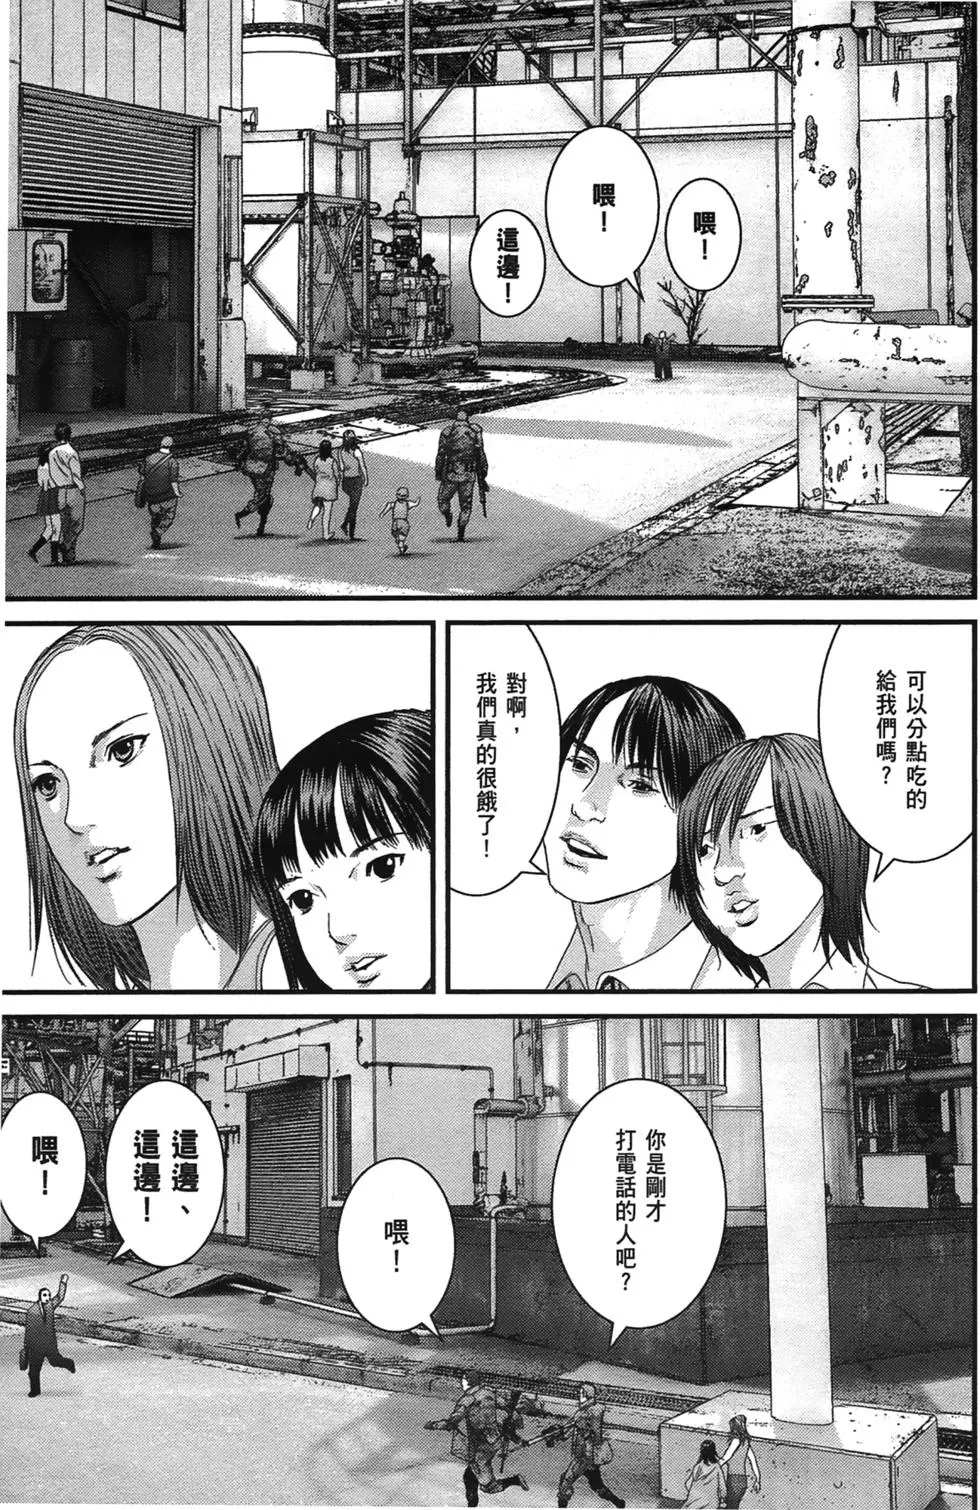 喂！
喂！
這邊！
可以分點吃的
給我們嗎？
對啊，
我們真的很餓了！
你是剛才
打電話的人吧？
喂！
這邊、
這邊！
喂！